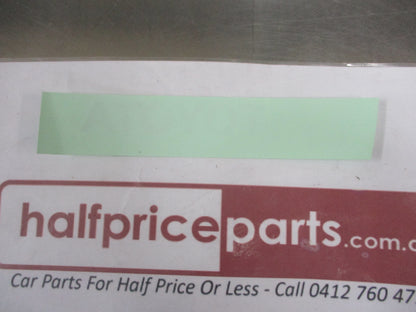 halfpriceparts.com.a
Car Parts For Half Price Or Less - Call 0412 760 47